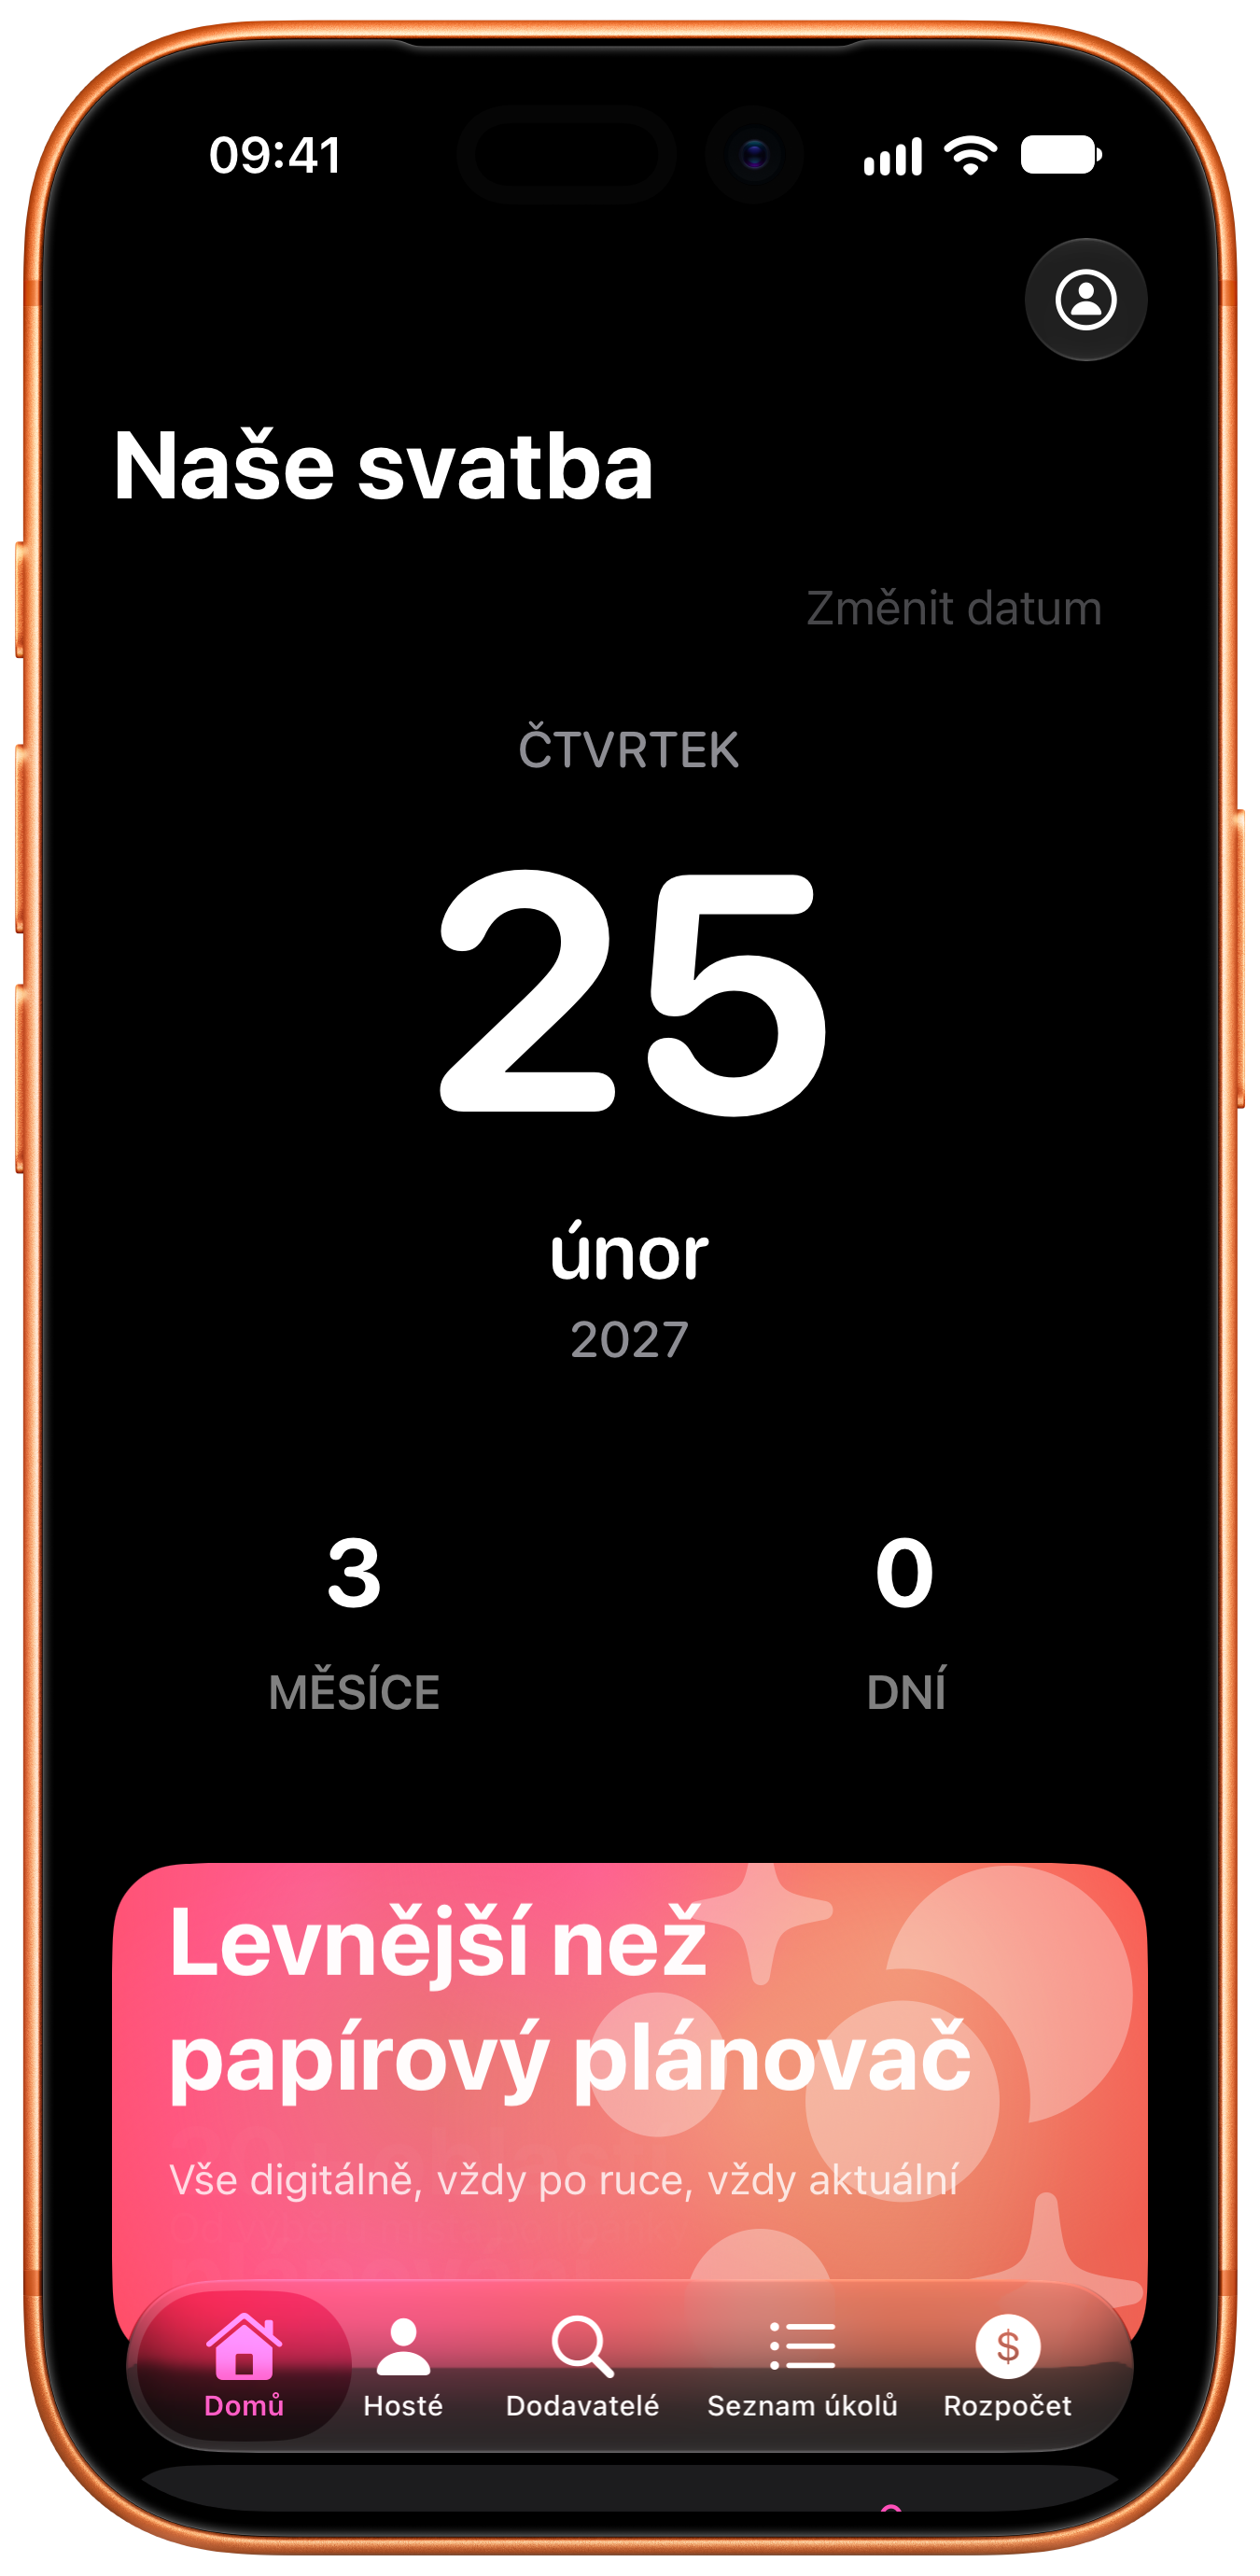 09:41
Naše svatba
Změnit datum
ČTVRTEK
25
únor
2027
3
0
MĚSÍCE
DNÍ
Levnější než
papírový plánovač
Vše digitálně, vždy po ruce, vždy aktuální
Domů
Hosté
Dodavatelé
Seznam úkolů
Rozpočet